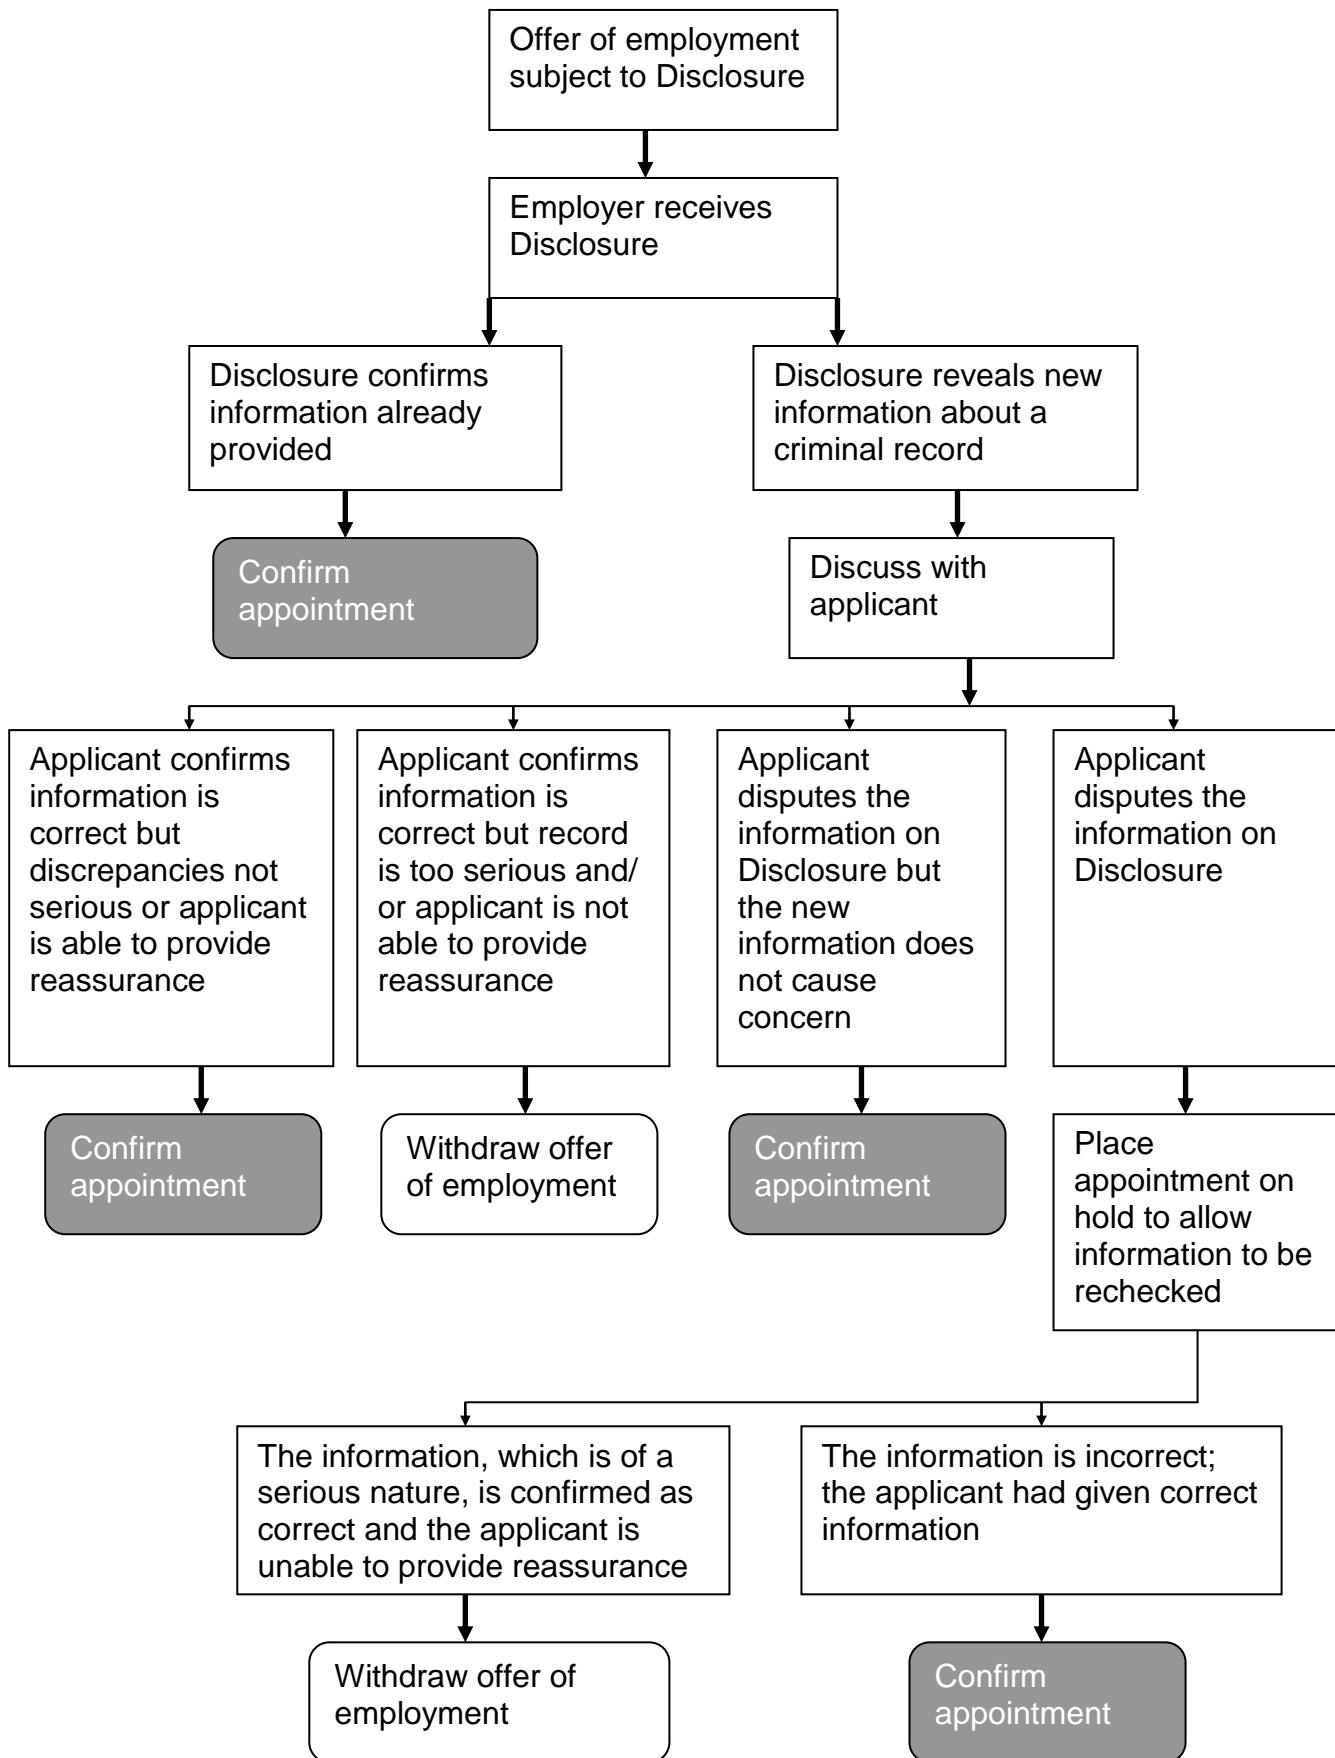 Offer of employment
subject to Disclosure
Employer receives
Disclosure
Disclosure confirms
information already
provided
Disclosure reveals new
information about a
criminal record
Confirm
appointment
Discuss with
applicant
Applicant confirms
information is
correct but
discrepancies not
serious or applicant
is able to provide
reassurance
Applicant confirms
information is
correct but record
is too serious and/
or applicant is not
able to provide
reassurance
Applicant
disputes the
information on
Disclosure but
the new
information does
not cause
concern
Applicant
disputes the
information on
Disclosure
Confirm
appointment
Withdraw offer
of employment
Confirm
appointment
Place
appointment on
hold to allow
information to be
rechecked
The information, which is of a
serious nature, is confirmed as
correct and the applicant is
unable to provide reassurance
The information is incorrect;
the applicant had given correct
information
Withdraw offer of
employment
Confirm
appointment